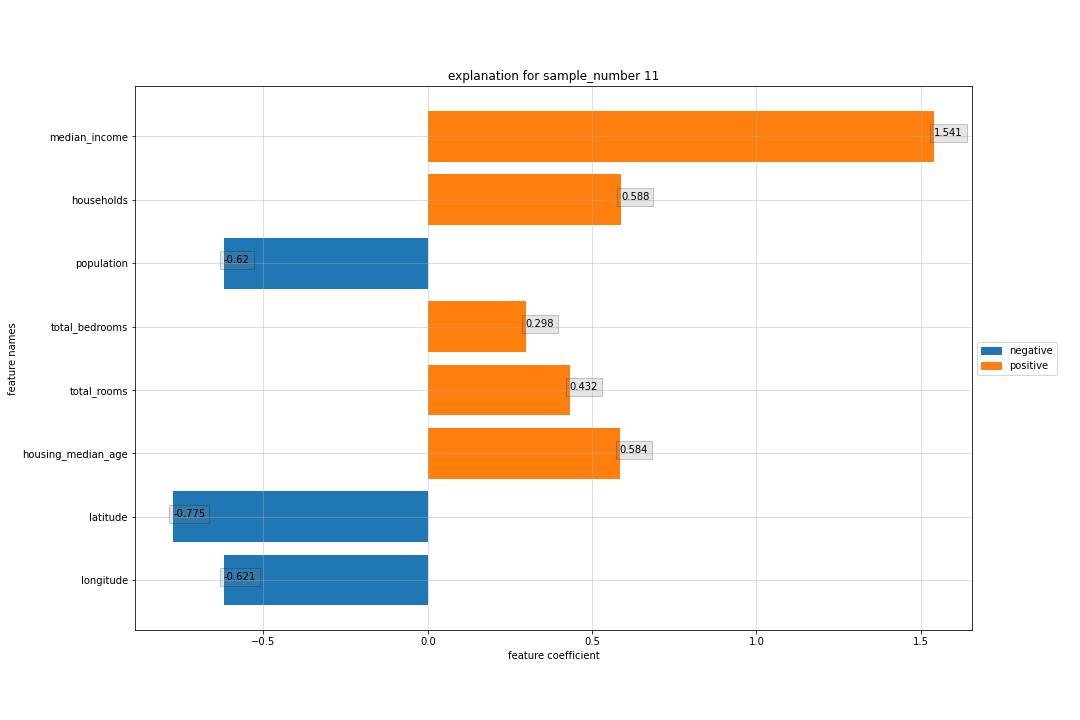 explanation for sample_number 11
median_income
1.541
households
0.588
population
-0.62
total_bedrooms
0.298
total_rooms
0.432
housing_median_age
0.584
latitude
-0.775
longitude
-0.621
feature names
negative
positive
−0.5
0.0
0.5
1.0
1.5
feature coefficient